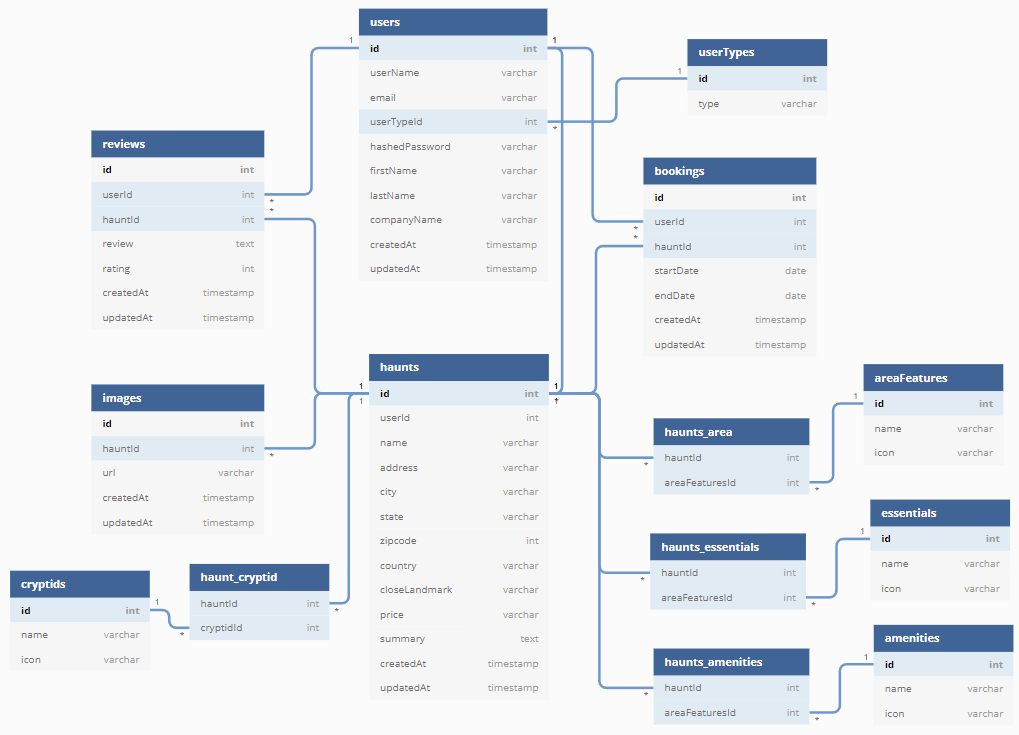 users
id int
userName varchar
email varchar
userTypeId int
hashedPassword varchar
firstName varchar
lastName varchar
companyName varchar
createdAt timestamp
updatedAt timestamp
userTypes
id int
type varchar
reviews
id int
userId int
hauntId int
review text
rating int
createdAt timestamp
updatedAt timestamp
bookings
id int
userId int
hauntId int
startDate date
endDate date
createdAt timestamp
updatedAt timestamp
haunts
id int
userId int
name varchar
address varchar
city varchar
state varchar
zipcode int
country varchar
closeLandmark varchar
price varchar
summary text
createdAt timestamp
updatedAt timestamp
images
id int
hauntId int
url varchar
createdAt timestamp
updatedAt timestamp
areaFeatures
id int
name varchar
icon varchar
haunts_area
hauntId int
areaFeaturesId int
essentials
id int
name varchar
icon varchar
haunts_essentials
hauntId int
areaFeaturesId int
cryptids
id int
name varchar
icon varchar
haunt_cryptid
hauntId int
cryptidId int
amenities
id int
name varchar
icon varchar
haunts_amenities
hauntId int
areaFeaturesId int
1
1
1
*
*
*
*
*
1
1
1
1
*
*
1
*
*
1
*
*
1
*
*
1
*